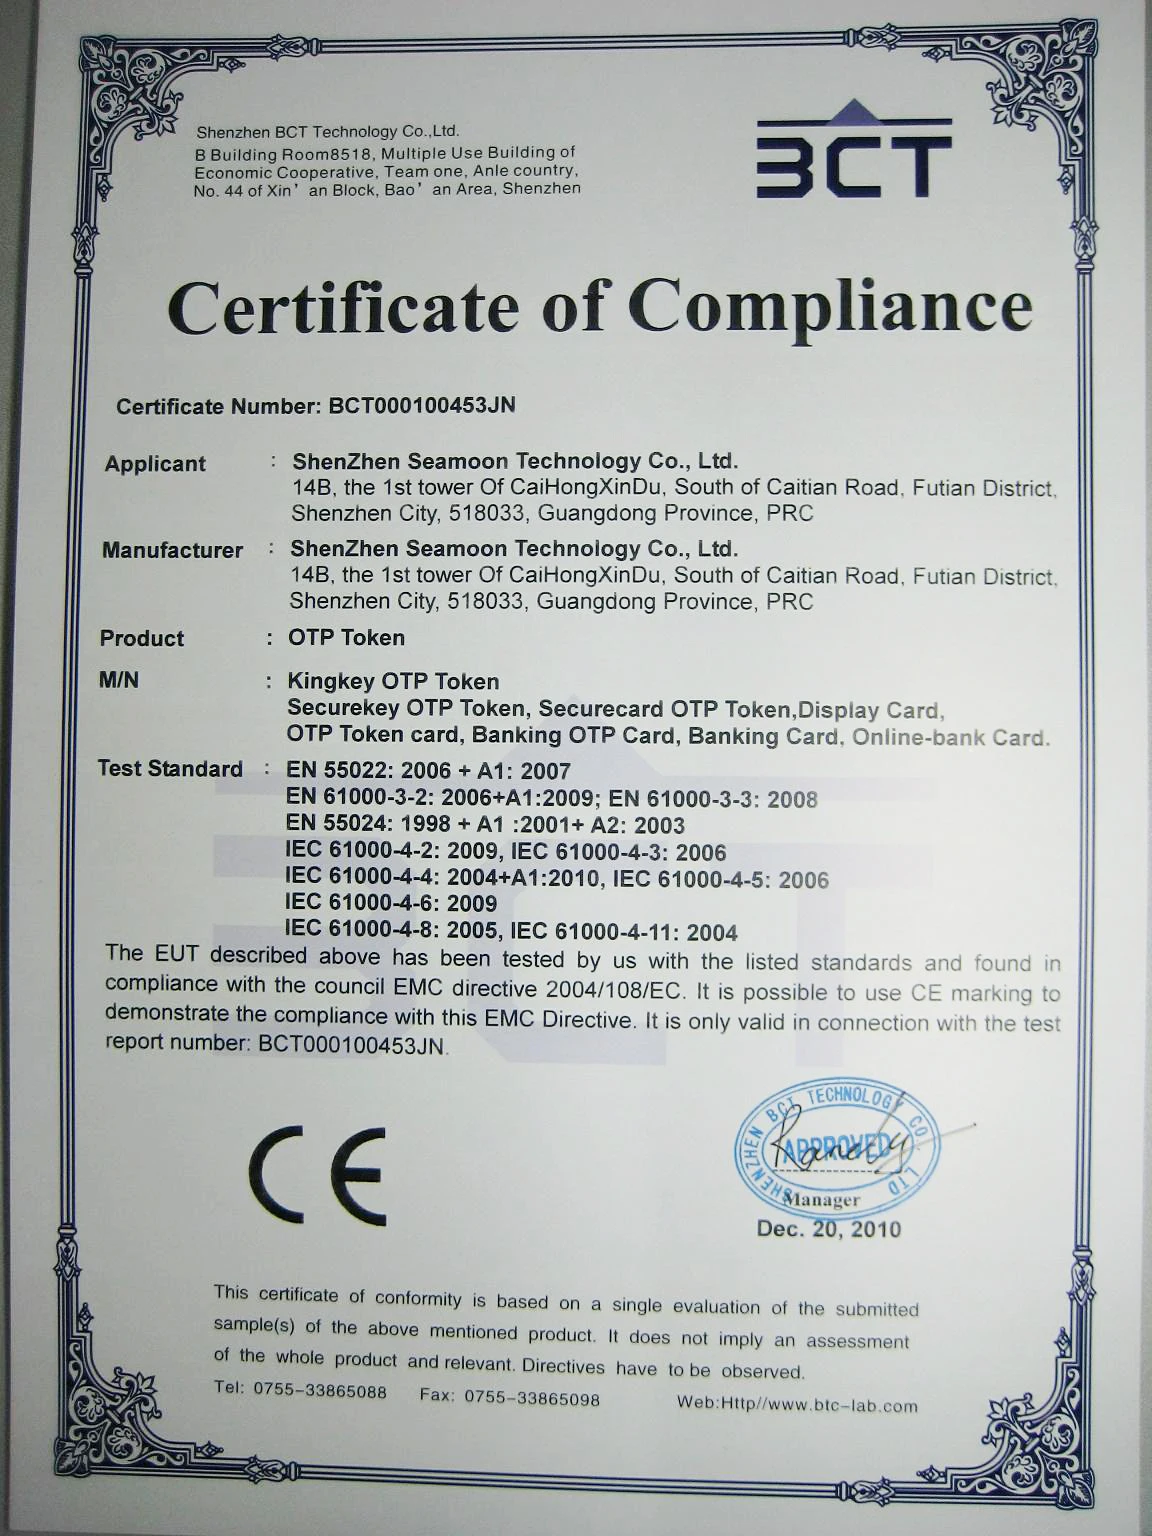 Shenzhen BCT Technology Co.,Ltd.
B Building Room8518, Multiple Use Building of
Economic Cooperative, Team one, Anle country,
No. 44 of Xin' an Block, Bao' an Area, Shenzhen
BCT
Certificate of Compliance
Certificate Number: BCT000100453JN
Applicant : ShenZhen Seamoon Technology Co., Ltd.
14B, the 1st tower Of CaiHongXinDu, South of Caitian Road, Futian District,
Shenzhen City, 518033, Guangdong Province, PRC
Manufacturer : ShenZhen Seamoon Technology Co., Ltd.
14B, the 1st tower Of CaiHongXinDu, South of Caitian Road, Futian District,
Shenzhen City, 518033, Guangdong Province, PRC
Product : OTP Token
M/N : Kingkey OTP Token
Securekey OTP Token, Securecard OTP Token,Display Card,
OTP Token card, Banking OTP Card, Banking Card, Online-bank Card.
Test Standard : EN 55022: 2006 + A1: 2007
EN 61000-3-2: 2006+A1:2009; EN 61000-3-3: 2008
EN 55024: 1998 + A1 :2001+ A2: 2003
IEC 61000-4-2: 2009, IEC 61000-4-3: 2006
IEC 61000-4-4: 2004+A1:2010, IEC 61000-4-5: 2006
IEC 61000-4-6: 2009
IEC 61000-4-8: 2005, IEC 61000-4-11: 2004
The EUT described above has been tested by us with the listed standards and found in
compliance with the council EMC directive 2004/108/EC. It is possible to use CE marking to
demonstrate the compliance with this EMC Directive. It is only valid in connection with the test
report number: BCT000100453JN.
BCT
CE
SHENZHEN BCT TECHNOLOGY CO. LTD
APPROVED
Manager
Dec. 20, 2010
This certificate of conformity is based on a single evaluation of the submitted
sample(s) of the above mentioned product. It does not imply an assessment
of the whole product and relevant. Directives have to be observed.
Tel: 0755-33865088 Fax: 0755-33865098 Web:Http//www.btc-lab.com